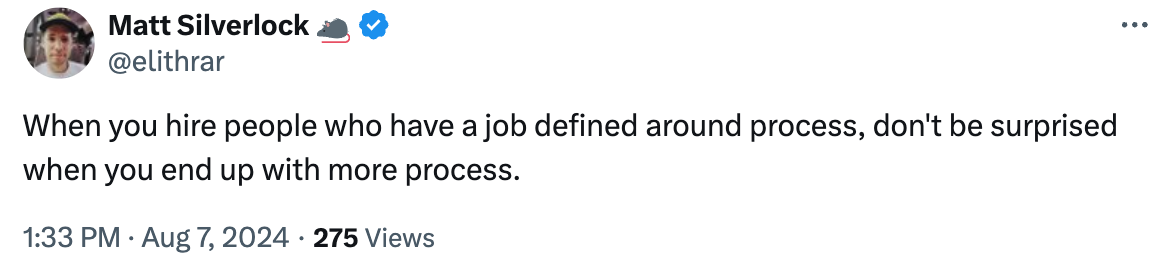 Matt Silverlock 🐀
@elithrar
When you hire people who have a job defined around process, don't be surprised
when you end up with more process.
1:33 PM · Aug 7, 2024 · 275 Views